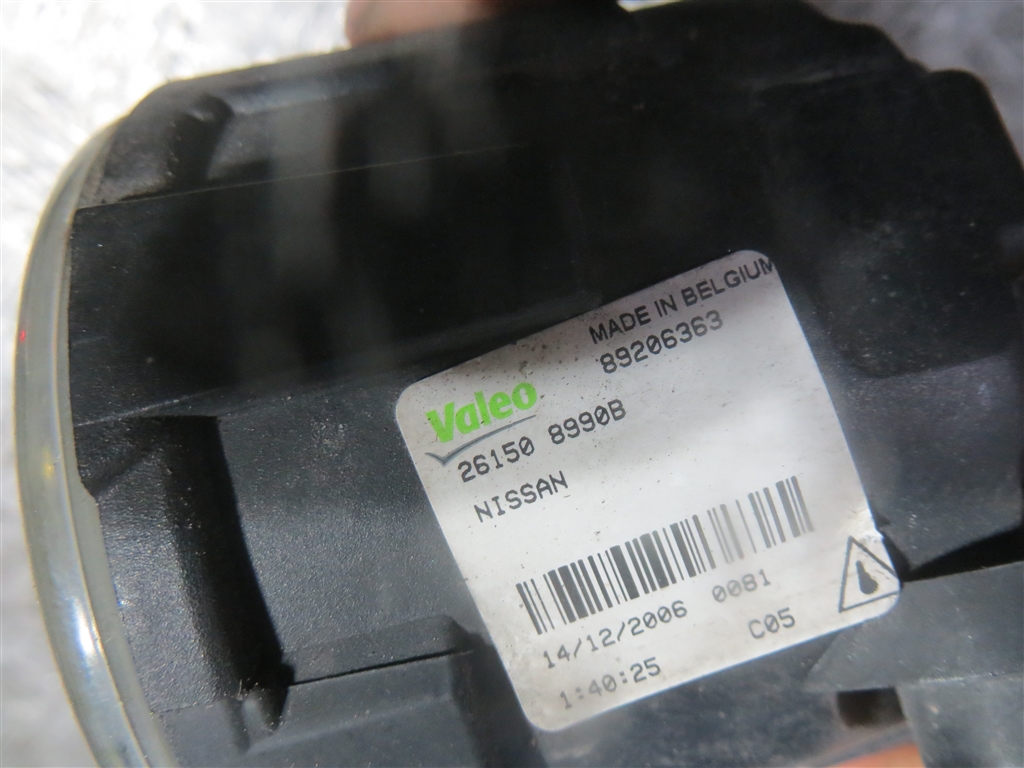 MADE IN BELGIUM
89206363
Valeo
26150 8990B
NISSAN
14/12/2006 0081
1:40:25 C05